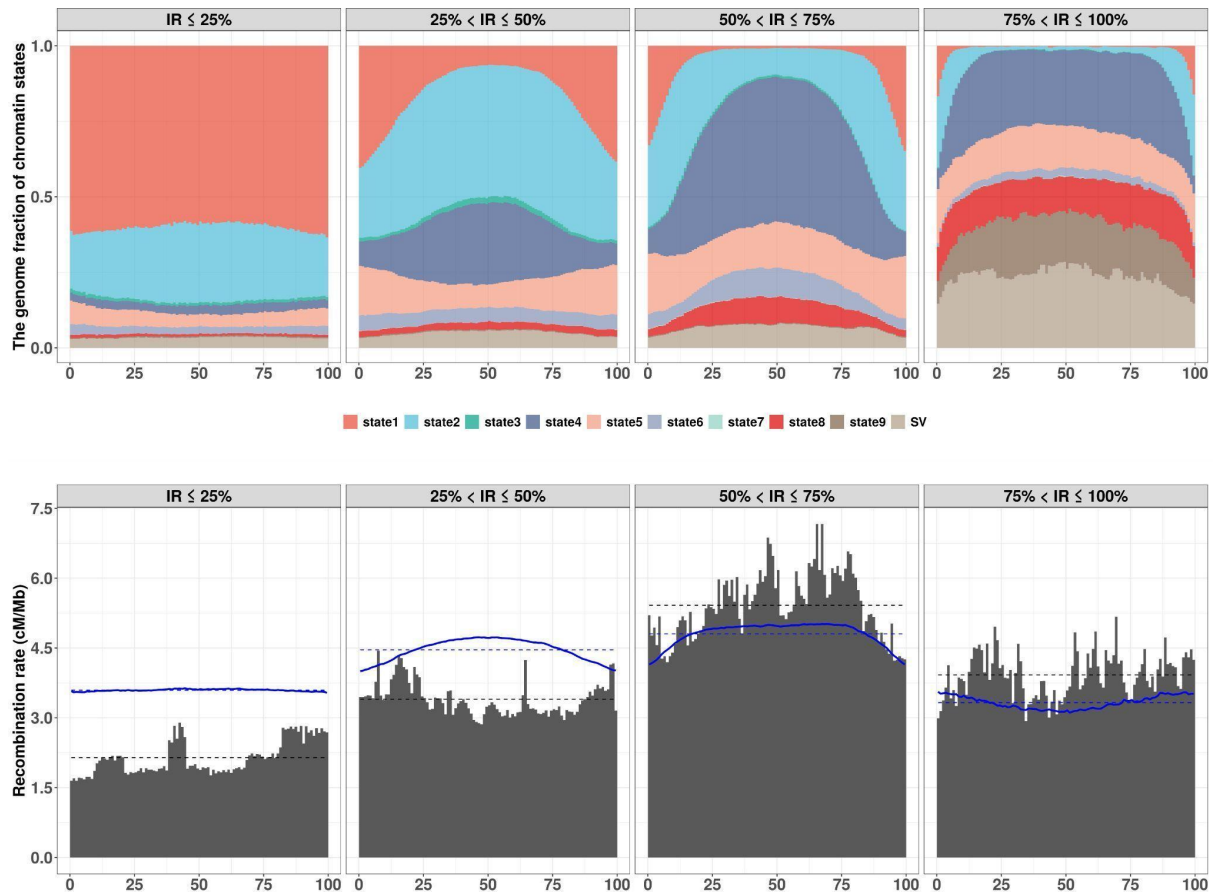 IR ≤ 25%
25% < IR ≤ 50%
50% < IR ≤ 75%
75% < IR ≤ 100%
The genome fraction of chromatin states
1.0
0.5
0.0
0 25 50 75 100
0 25 50 75 100
0 25 50 75 100
0 25 50 75 100
state1 state2 state3 state4 state5 state6 state7 state8 state9 SV
IR ≤ 25%
25% < IR ≤ 50%
50% < IR ≤ 75%
75% < IR ≤ 100%
Recombination rate (cM/Mb)
7.5
6.0
4.5
3.0
1.5
0.0
0 25 50 75 100
0 25 50 75 100
0 25 50 75 100
0 25 50 75 100